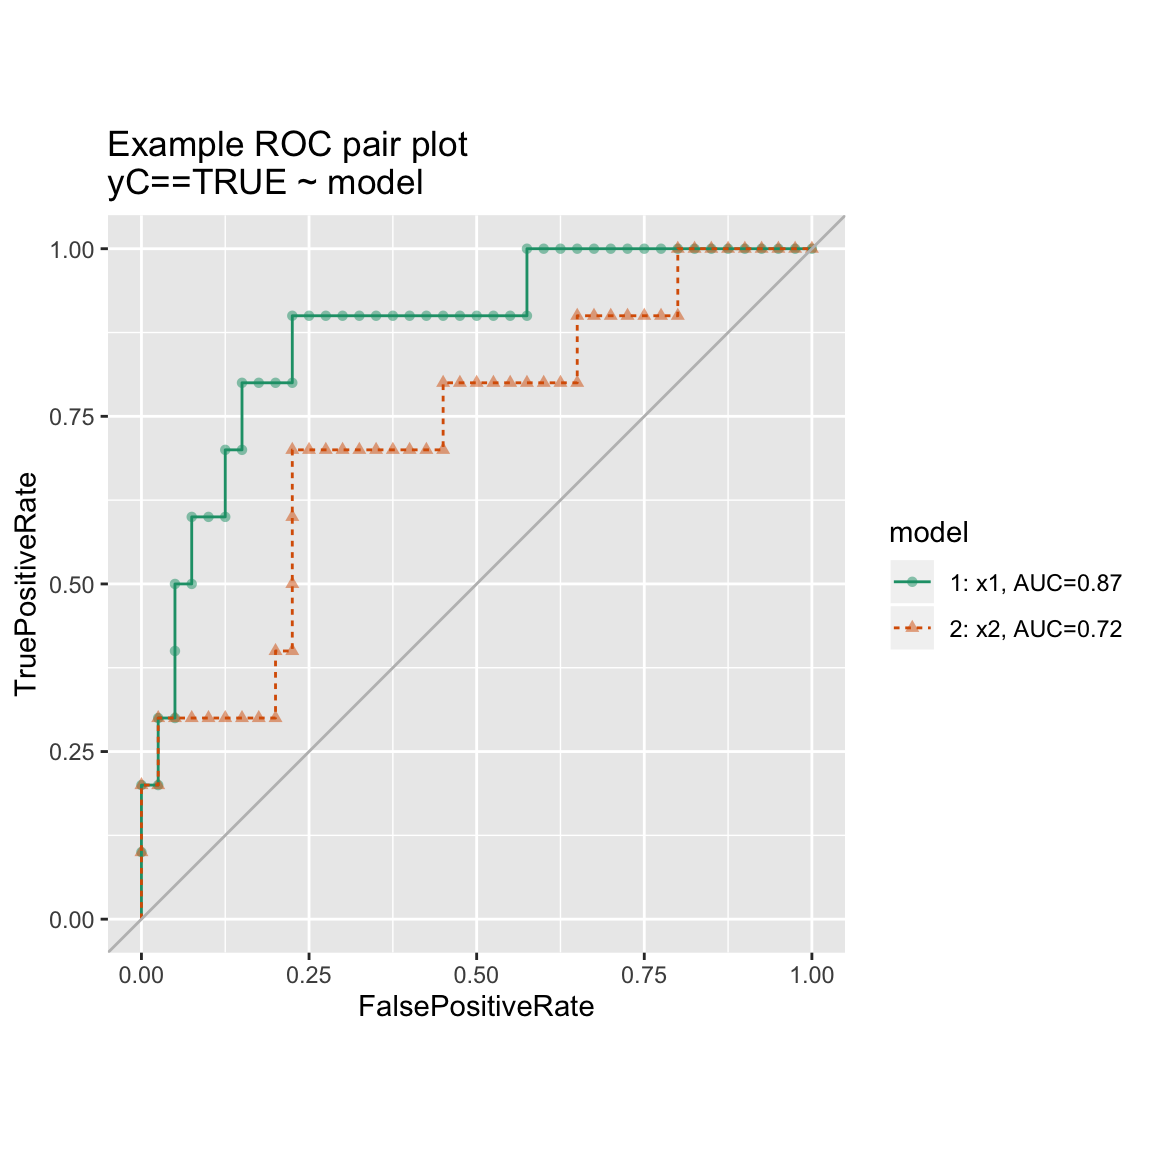 Example ROC pair plot
yC==TRUE ~ model
1.00
0.75
0.50
0.25
0.00
TruePositiveRate
0.00 0.25 0.50 0.75 1.00
FalsePositiveRate
model
1: x1, AUC=0.87
2: x2, AUC=0.72